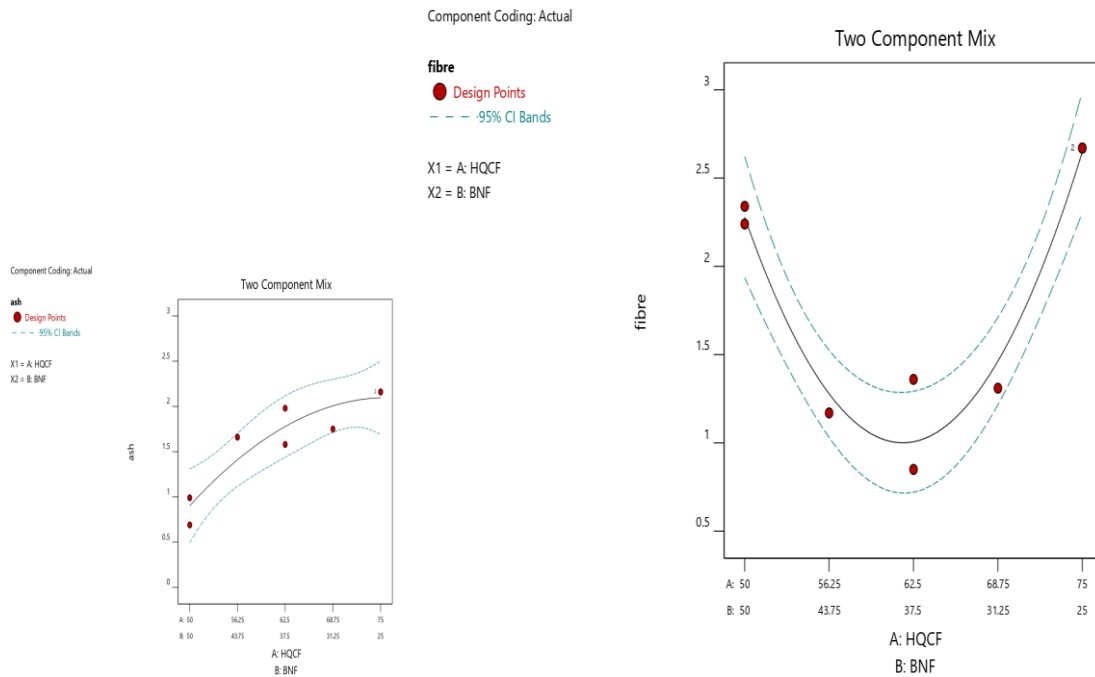 Component Coding: Actual
ash
Design Points
95% CI Bands
X1 = A: HQCF
X2 = B: BNF
Two Component Mix
3
2.5
2
1.5
1
0.5
0
ash
A: 50 56.25 62.5 68.75 75
B: 50 43.75 37.5 31.25 25
A: HQCF
B: BNF
Component Coding: Actual
fibre
Design Points
95% CI Bands
X1 = A: HQCF
X2 = B: BNF
Two Component Mix
3
2.5
2
1.5
1
0.5
2
fibre
A: 50 56.25 62.5 68.75 75
B: 50 43.75 37.5 31.25 25
A: HQCF
B: BNF